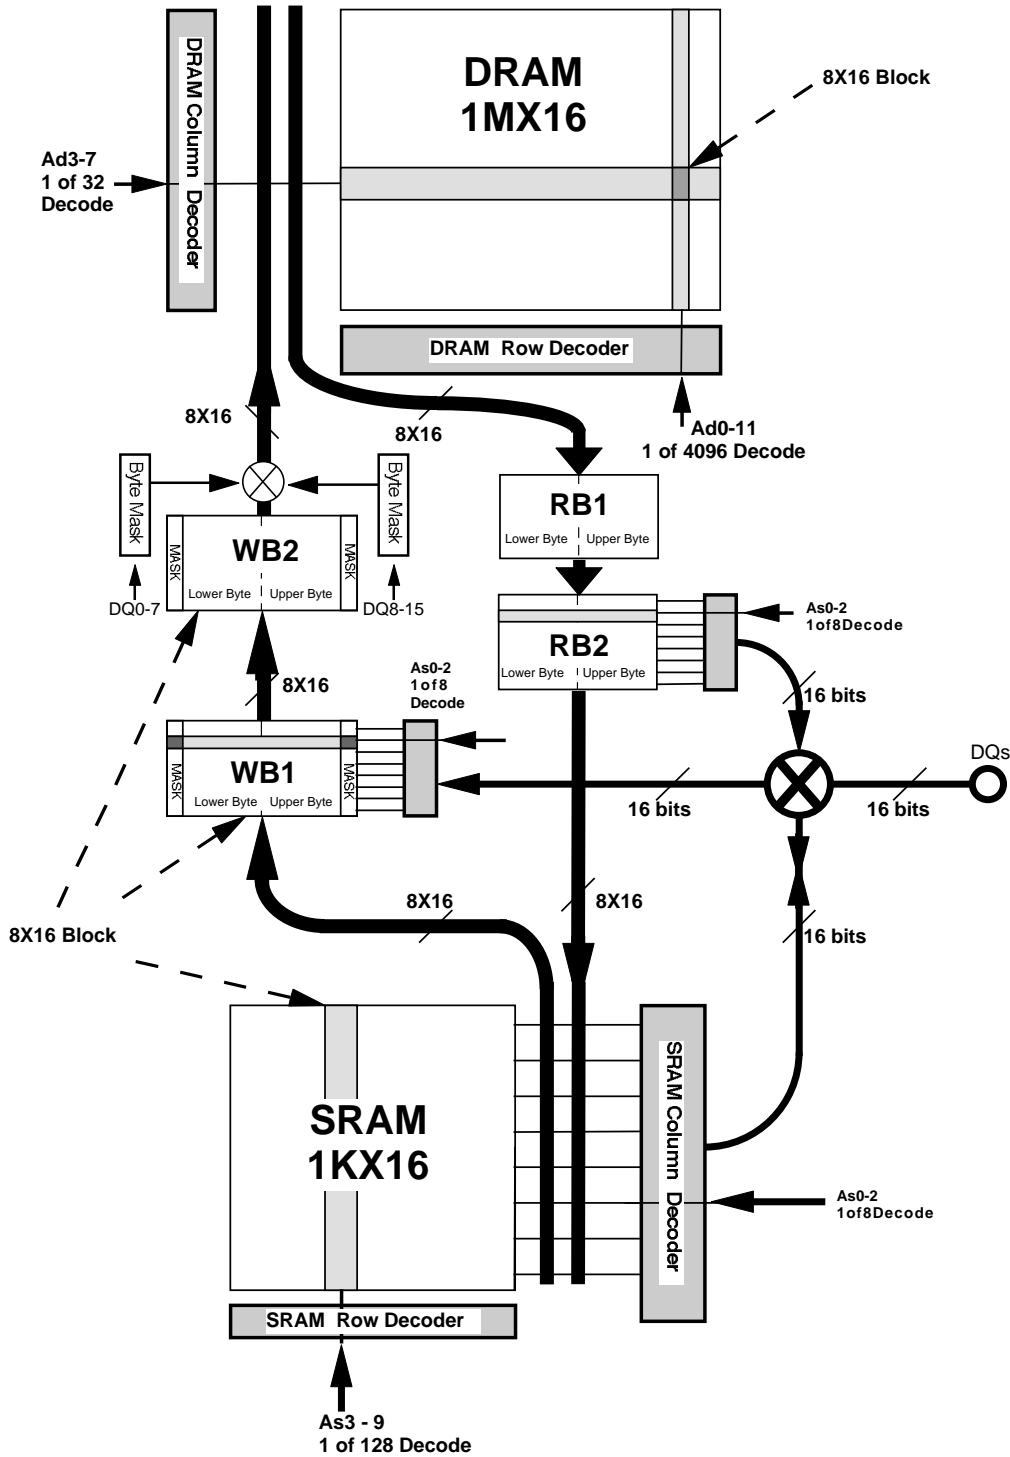 DRAM Column Decoder
DRAM
1MX16
8X16 Block
Ad3-7
1 of 32
Decode
DRAM Row Decoder
8X16
8X16
Ad0-11
1 of 4096 Decode
Byte Mask
Byte Mask
RB1
Lower Byte
Upper Byte
MASK
WB2
MASK
Lower Byte
Upper Byte
DQ0-7
DQ8-15
As0-2
1of8Decode
RB2
Lower Byte
Upper Byte
8X16
As0-2
1of8
Decode
16 bits
DQs
MASK
WB1
MASK
Lower Byte
Upper Byte
16 bits
16 bits
8X16
8X16
8X16 Block
16 bits
SRAM
1KX16
SRAM Column Decoder
As0-2
1of8Decode
SRAM Row Decoder
As3 - 9
1 of 128 Decode